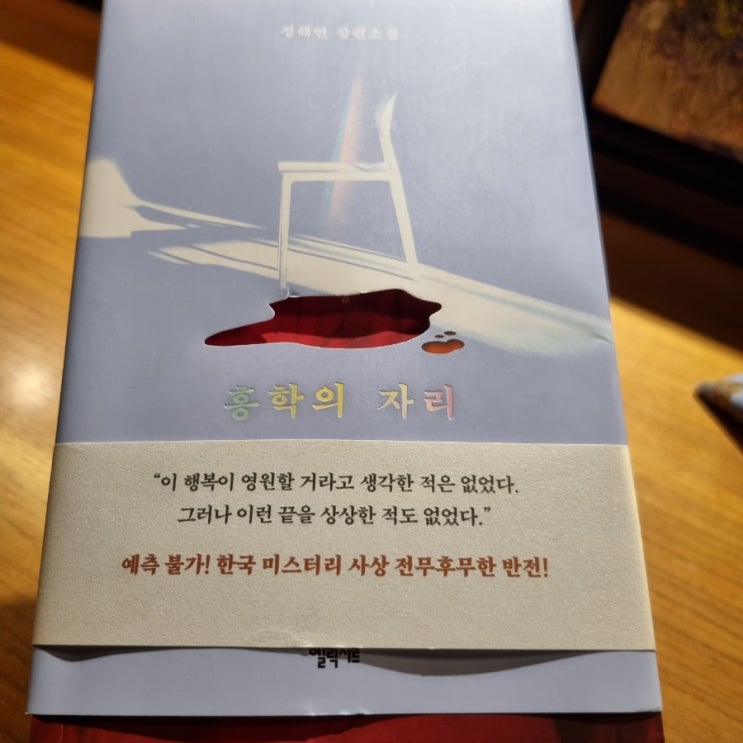 정해연 장편소설
홍학의 자리
“이 행복이 영원할 거라고 생각한 적은 없었다.
그러나 이런 끝을 상상한 적도 없었다.”
예측 불가! 한국 미스터리 사상 전무후무한 반전!
엘릭시르